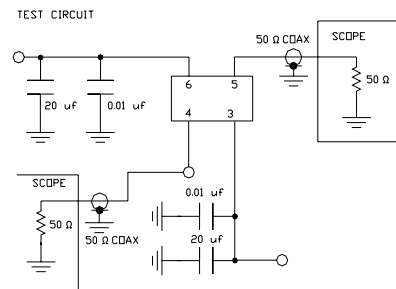 TEST CIRCUIT
50 Ω COAX
SCOPE
50 Ω
20 uf
0.01 uf
6 5
4 3
SCOPE
50 Ω
50 Ω COAX
0.01 uf
20 uf